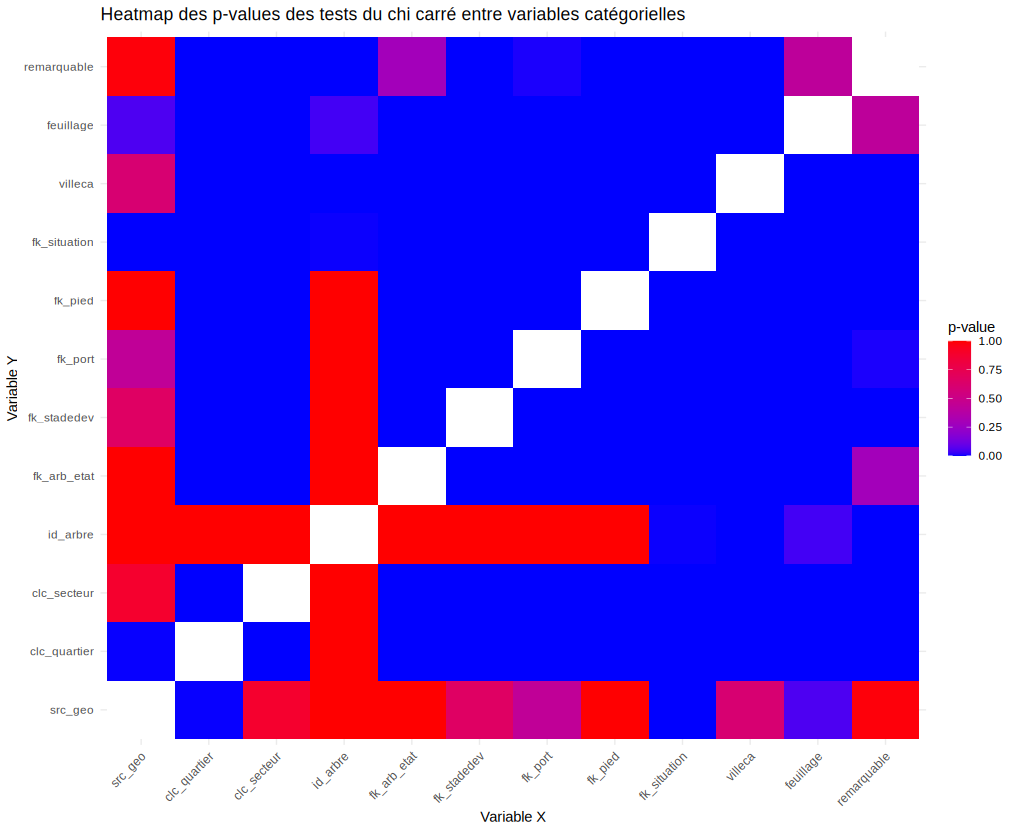 Heatmap des p-values des tests du chi carré entre variables catégorielles
remarquable
feuillage
villeca
fk_situation
fk_pied
fk_port
fk_stadedev
fk_arb_etat
id_arbre
clc_secteur
clc_quartier
src_geo
Variable Y
src_geo
clc_quartier
clc_secteur
id_arbre
fk_arb_etat
fk_stadedev
fk_port
fk_pied
fk_situation
villeca
feuillage
remarquable
Variable X
p-value
1.00
0.75
0.50
0.25
0.00